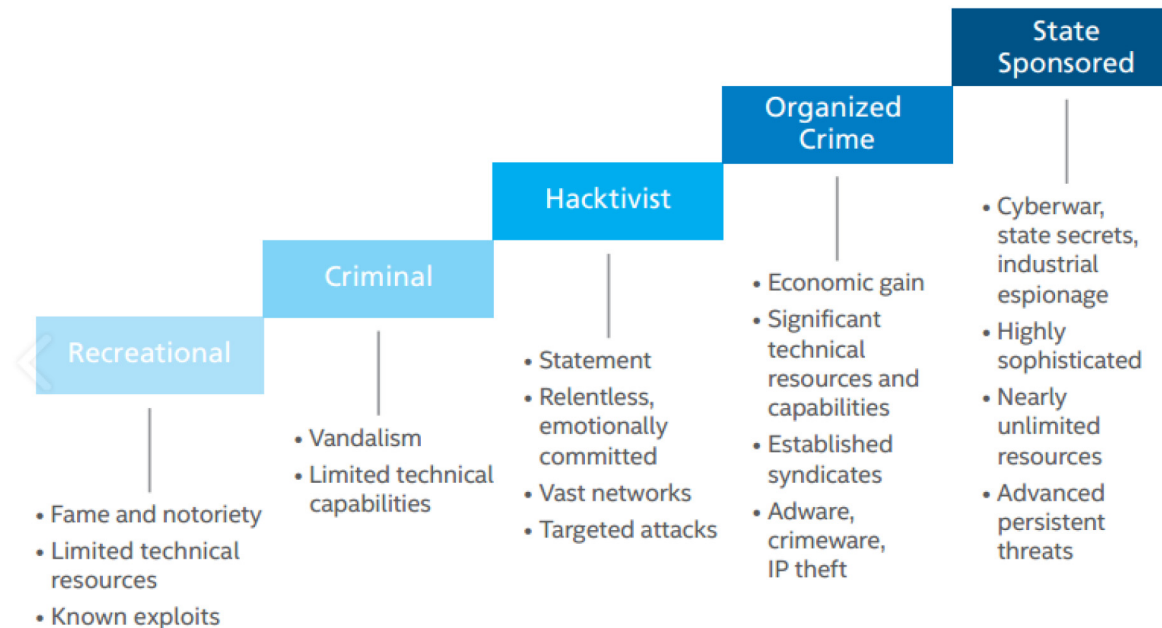 Recreational
• Fame and notoriety
• Limited technical
resources
• Known exploits
Criminal
• Vandalism
• Limited technical
capabilities
Hacktivist
• Statement
• Relentless,
emotionally
committed
• Vast networks
• Targeted attacks
Organized
Crime
• Economic gain
• Significant
technical
resources and
capabilities
• Established
syndicates
• Adware,
crimeware,
IP theft
State
Sponsored
• Cyberwar,
state secrets,
industrial
espionage
• Highly
sophisticated
• Nearly
unlimited
resources
• Advanced
persistent
threats